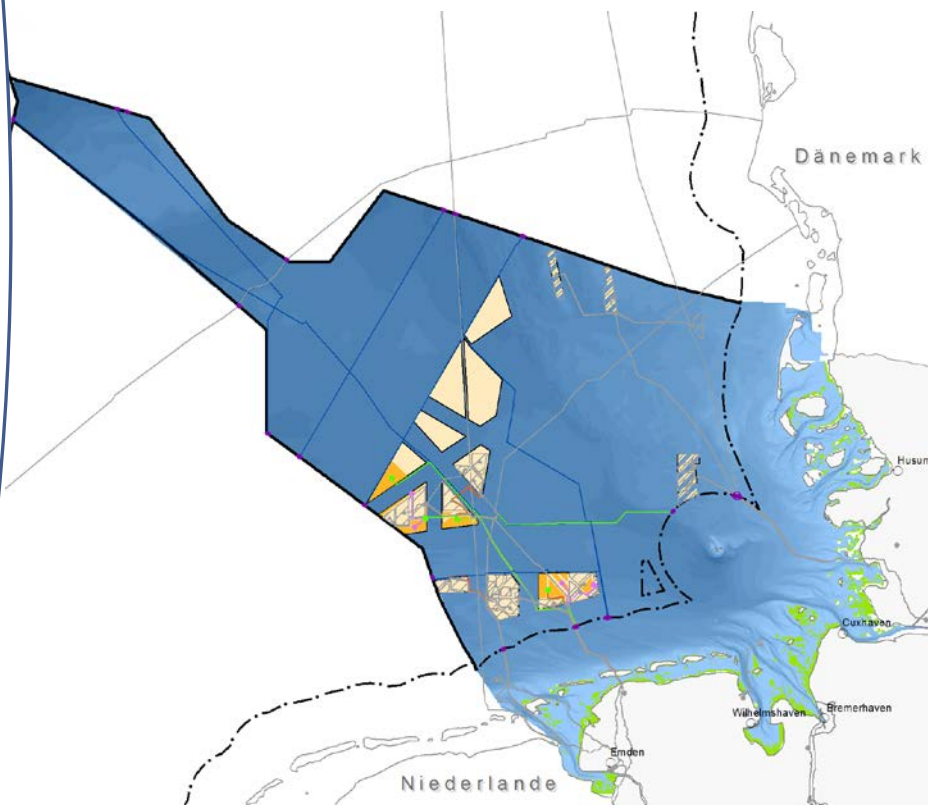 Dänemark
Husum
Cuxhaven
Wilhelmshaven
Bremerhaven
Emden
Niederlande